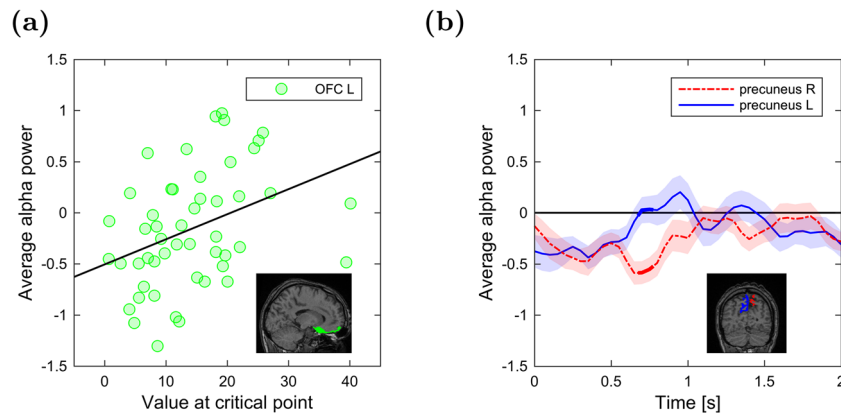 (a)
Average alpha power
1.5
1
0.5
0
-0.5
-1
-1.5
OFC L
0
10
20
30
40
Value at critical point
(b)
Average alpha power
1.5
1
0.5
0
-0.5
-1
-1.5
precuneus R
precuneus L
0
0.5
1
1.5
2
Time [s]